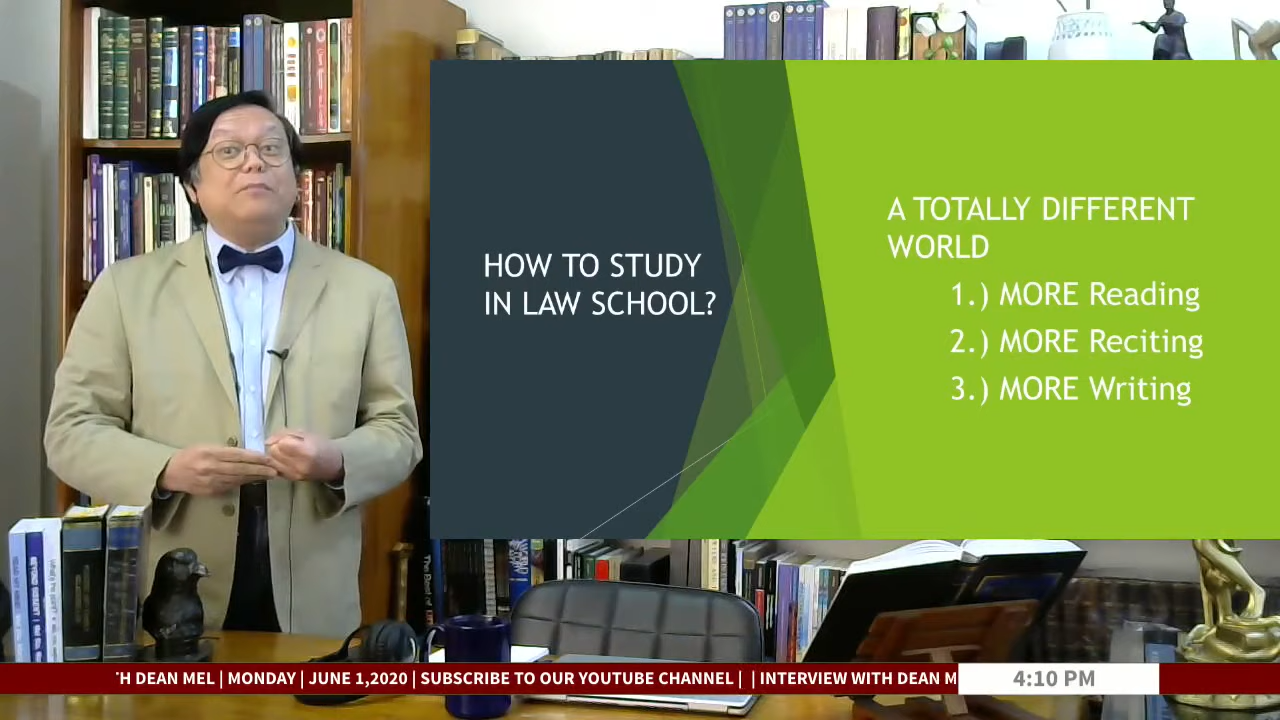 HOW TO STUDY
IN LAW SCHOOL?
A TOTALLY DIFFERENT
WORLD
1.) MORE Reading
2.) MORE Reciting
3.) MORE Writing
'H DEAN MEL | MONDAY | JUNE 1,2020 | SUBSCRIBE TO OUR YOUTUBE CHANNEL | | INTERVIEW WITH DEAN M
4:10 PM